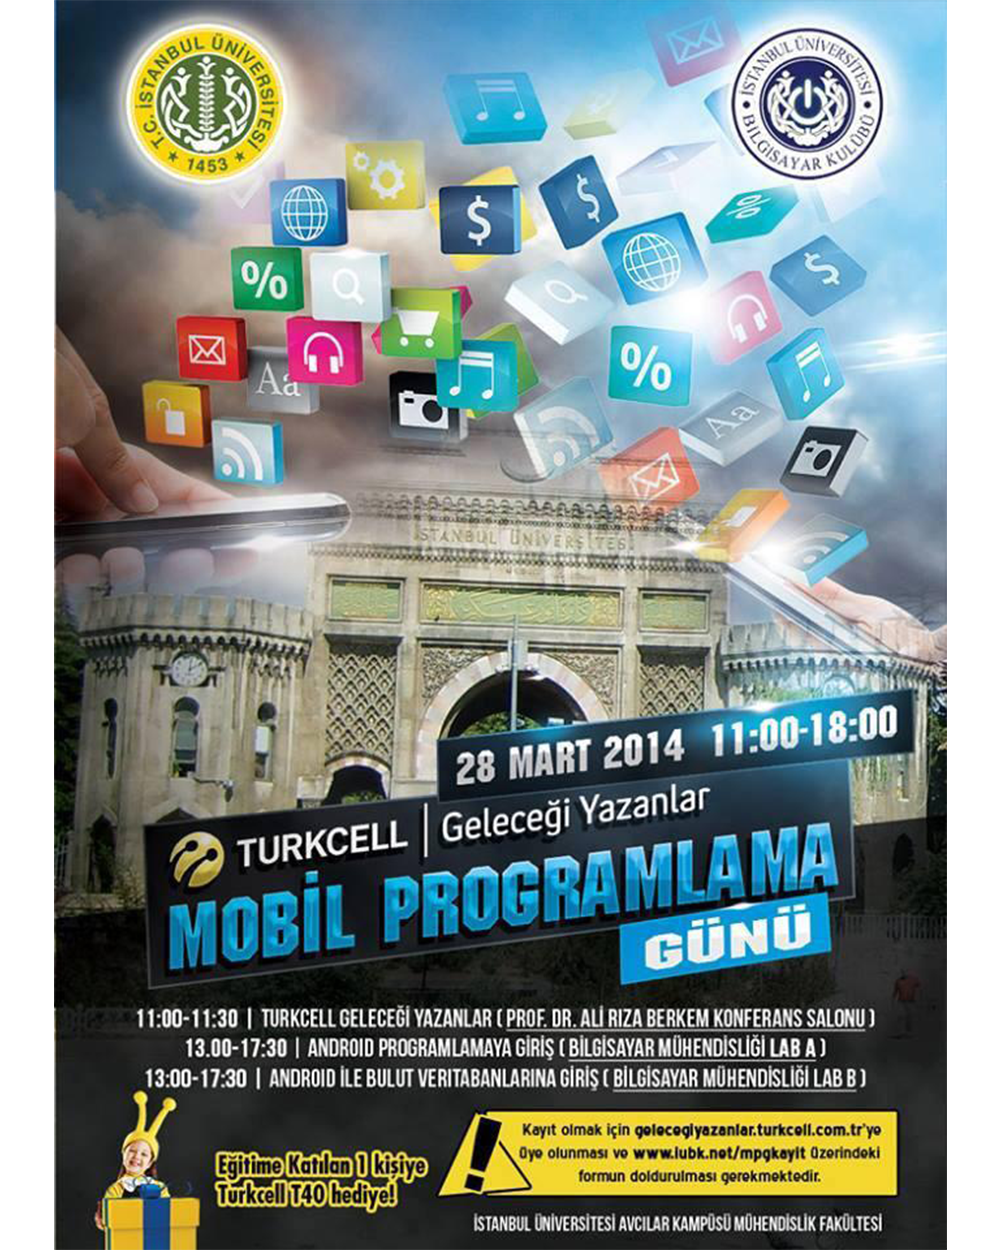 T.C. İSTANBUL ÜNİVERSİTESİ
1453
İSTANBUL ÜNİVERSİTESİ
BİLGİSAYAR KULÜBÜ
$
$
%
$
%
%
Aa
Aa
İSTANBUL ÜNİVERSİTESİ
28 MART 2014 11:00-18:00
TURKCELL | Geleceği Yazanlar
MOBİL PROGRAMLAMA
GÜNÜ
11:00-11:30 | TURKCELL GELECEĞİ YAZANLAR ( PROF. DR. ALİ RIZA BERKEM KONFERANS SALONU )
13.00-17:30 | ANDROID PROGRAMLAMAYA GİRİŞ ( BİLGİSAYAR MÜHENDİSLİĞİ LAB A )
13:00-17:30 | ANDROID İLE BULUT VERITABANLARINA GİRİŞ ( BİLGİSAYAR MÜHENDİSLİĞİ LAB B )
Kayıt olmak için gelecegiyazanlar.turkcell.com.tr'ye
üye olunması ve www.iubk.net/mpgkayit üzerindeki
formun doldurulması gerekmektedir.
Eğitime Katılan 1 kişiye
Turkcell T40 hediye!
İSTANBUL ÜNİVERSİTESİ AVCILAR KAMPÜSÜ MÜHENDİSLİK FAKÜLTESİ